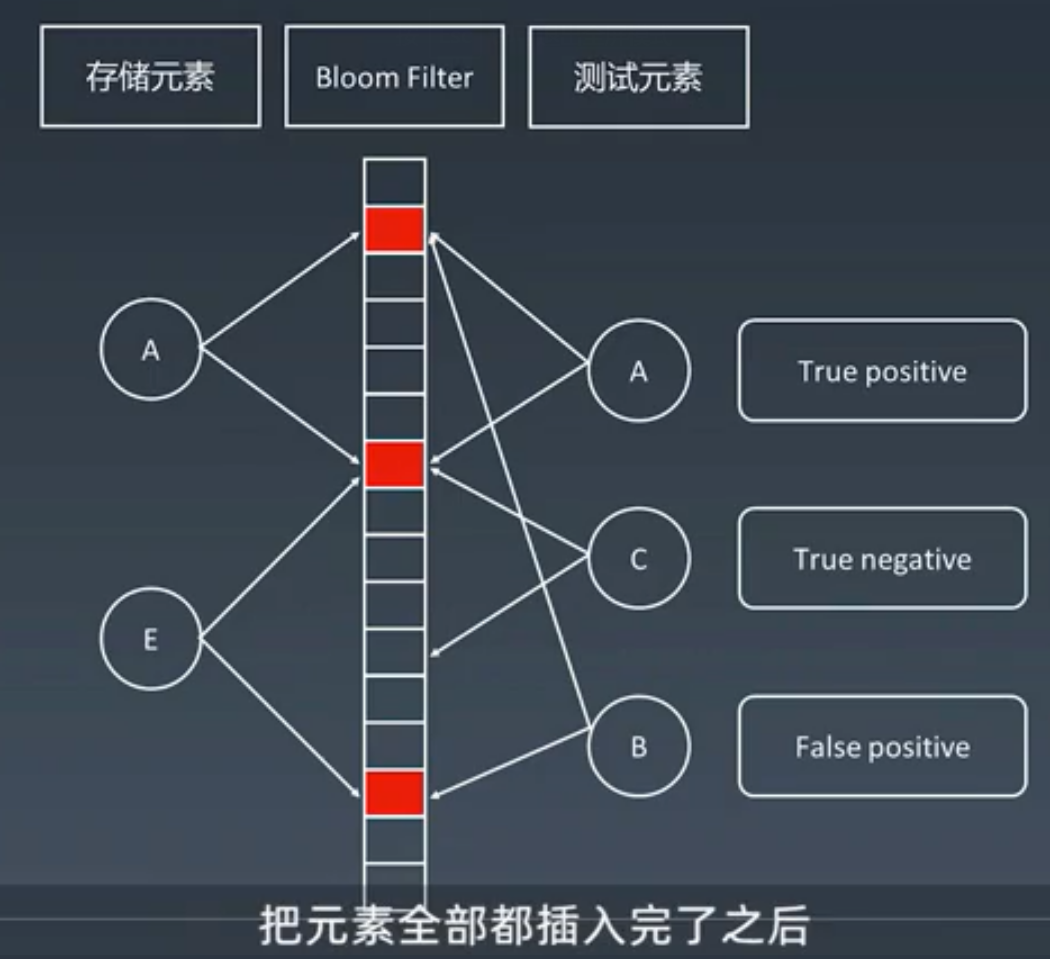 存储元素
Bloom Filter
测试元素
A
A
True positive
C
True negative
E
B
False positive
把元素全部都插入完了之后